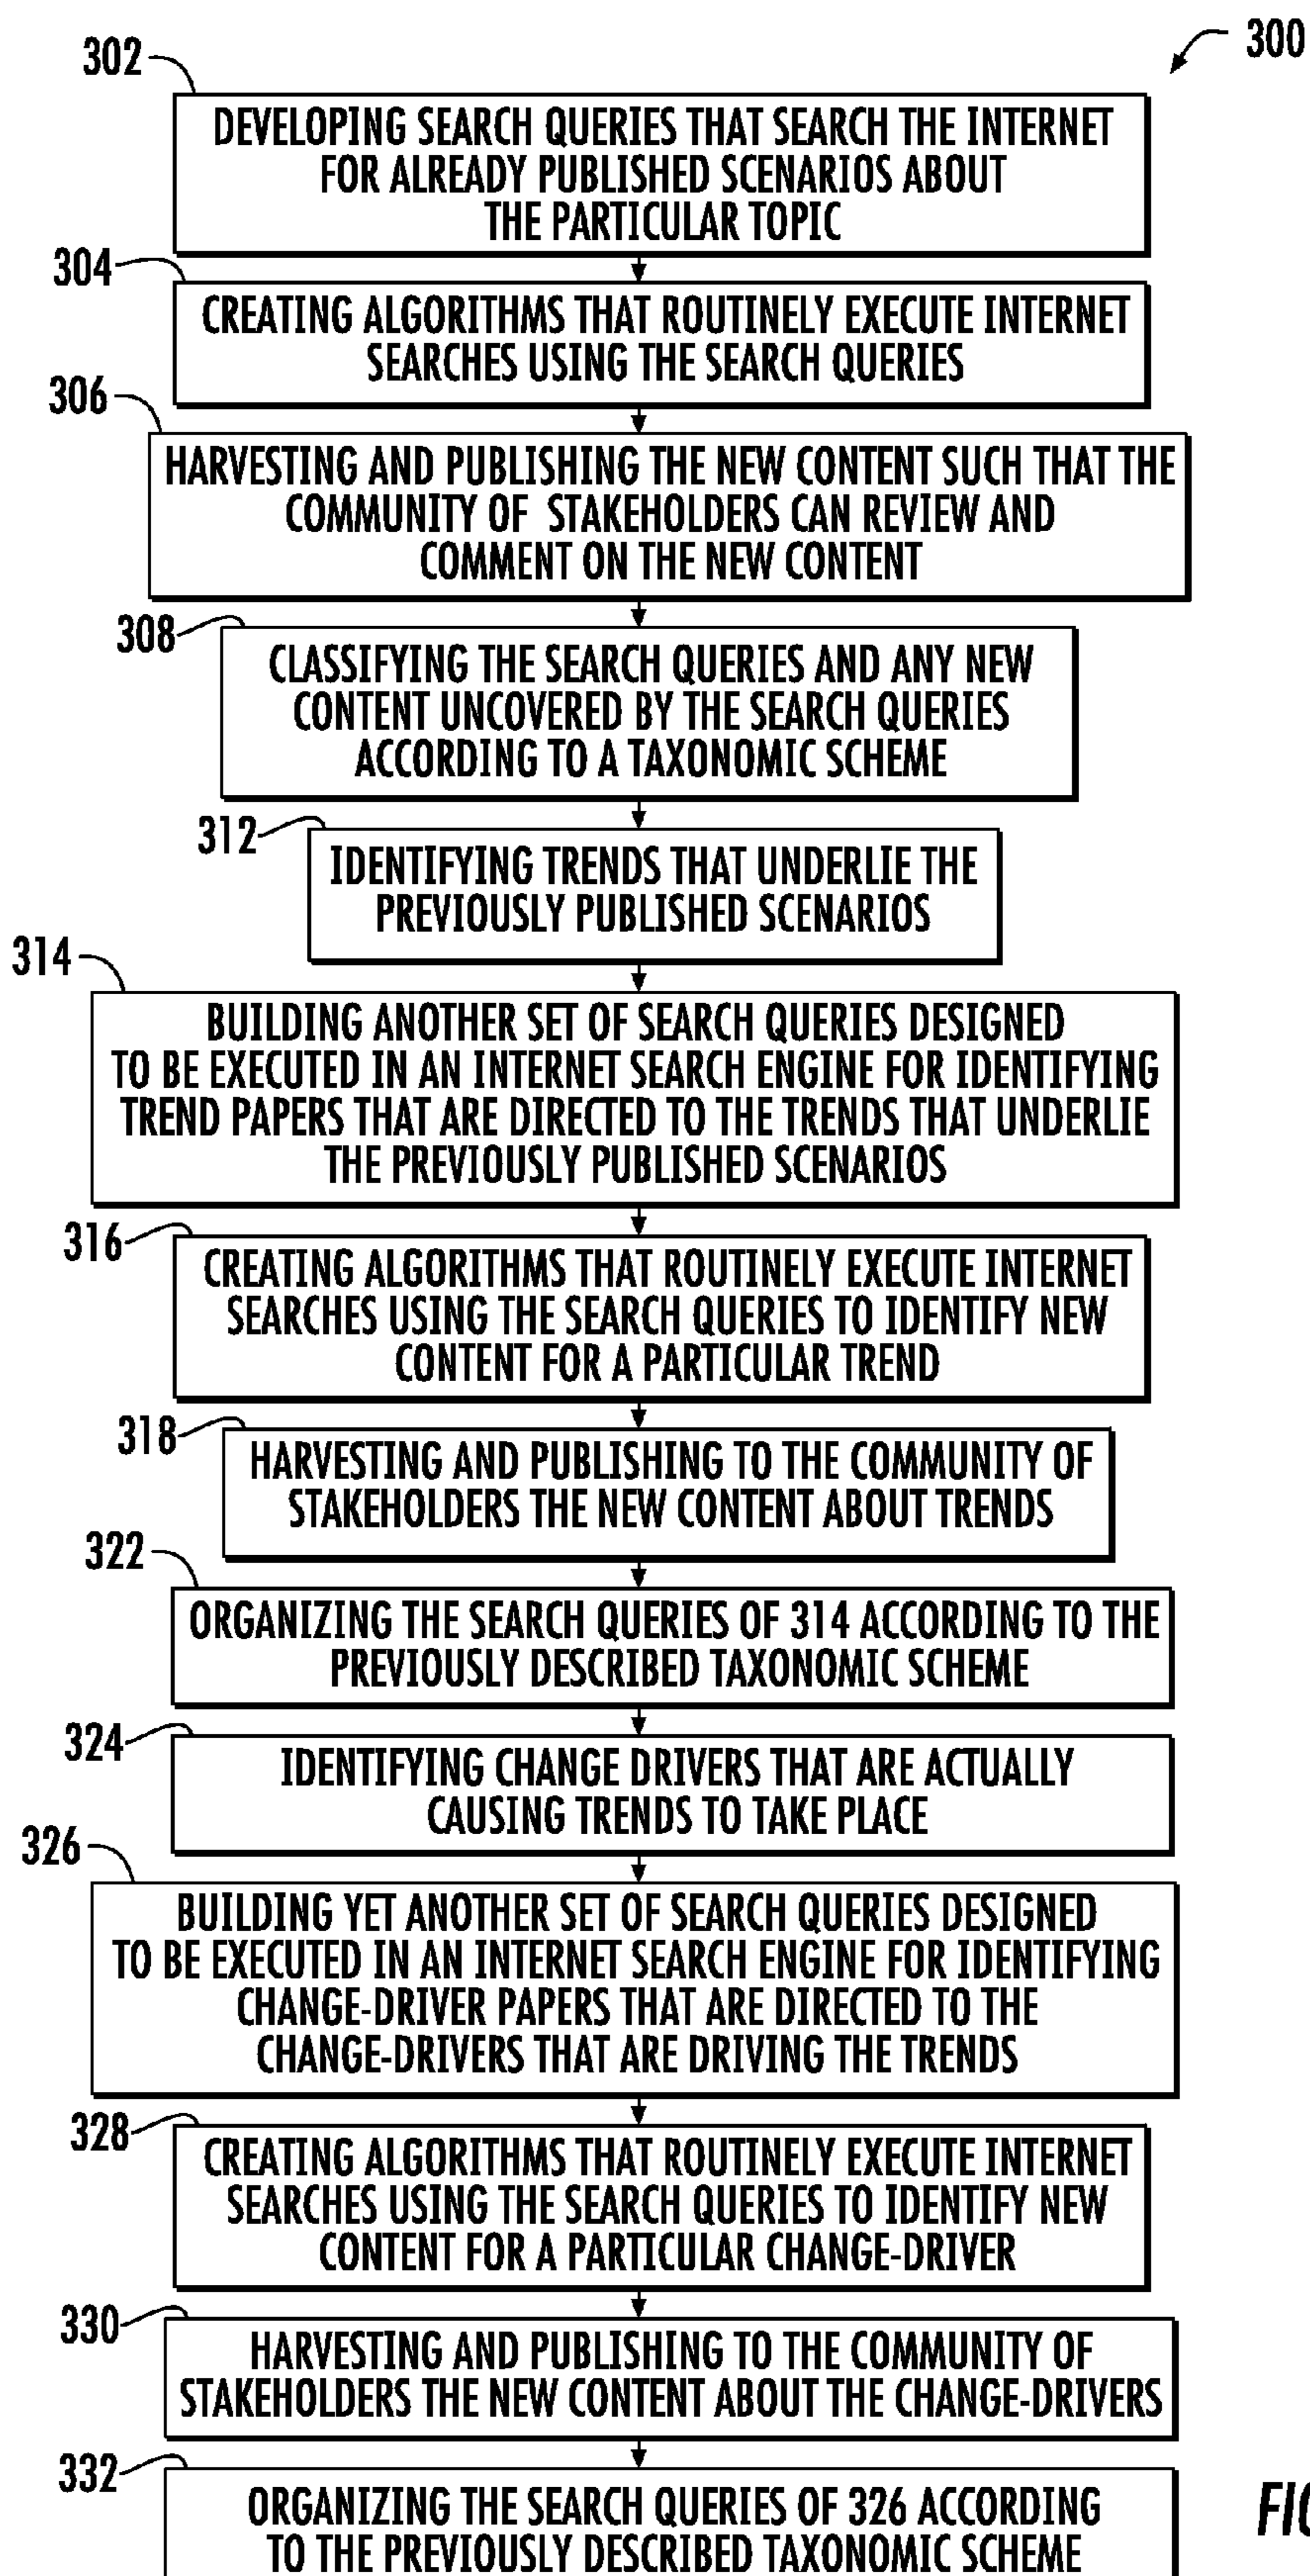 300
302
DEVELOPING SEARCH QUERIES THAT SEARCH THE INTERNET
FOR ALREADY PUBLISHED SCENARIOS ABOUT
THE PARTICULAR TOPIC
304
CREATING ALGORITHMS THAT ROUTINELY EXECUTE INTERNET
SEARCHES USING THE SEARCH QUERIES
306
HARVESTING AND PUBLISHING THE NEW CONTENT SUCH THAT THE
COMMUNITY OF STAKEHOLDERS CAN REVIEW AND
COMMENT ON THE NEW CONTENT
308
CLASSIFYING THE SEARCH QUERIES AND ANY NEW
CONTENT UNCOVERED BY THE SEARCH QUERIES
ACCORDING TO A TAXONOMIC SCHEME
312
IDENTIFYING TRENDS THAT UNDERLIE THE
PREVIOUSLY PUBLISHED SCENARIOS
314
BUILDING ANOTHER SET OF SEARCH QUERIES DESIGNED
TO BE EXECUTED IN AN INTERNET SEARCH ENGINE FOR IDENTIFYING
TREND PAPERS THAT ARE DIRECTED TO THE TRENDS THAT UNDERLIE
THE PREVIOUSLY PUBLISHED SCENARIOS
316
CREATING ALGORITHMS THAT ROUTINELY EXECUTE INTERNET
SEARCHES USING THE SEARCH QUERIES TO IDENTIFY NEW
CONTENT FOR A PARTICULAR TREND
318
HARVESTING AND PUBLISHING TO THE COMMUNITY OF
STAKEHOLDERS THE NEW CONTENT ABOUT TRENDS
322
ORGANIZING THE SEARCH QUERIES OF 314 ACCORDING TO THE
PREVIOUSLY DESCRIBED TAXONOMIC SCHEME
324
IDENTIFYING CHANGE DRIVERS THAT ARE ACTUALLY
CAUSING TRENDS TO TAKE PLACE
326
BUILDING YET ANOTHER SET OF SEARCH QUERIES DESIGNED
TO BE EXECUTED IN AN INTERNET SEARCH ENGINE FOR IDENTIFYING
CHANGE-DRIVER PAPERS THAT ARE DIRECTED TO THE
CHANGE-DRIVERS THAT ARE DRIVING THE TRENDS
328
CREATING ALGORITHMS THAT ROUTINELY EXECUTE INTERNET
SEARCHES USING THE SEARCH QUERIES TO IDENTIFY NEW
CONTENT FOR A PARTICULAR CHANGE-DRIVER
330
HARVESTING AND PUBLISHING TO THE COMMUNITY OF
STAKEHOLDERS THE NEW CONTENT ABOUT THE CHANGE-DRIVERS
332
ORGANIZING THE SEARCH QUERIES OF 326 ACCORDING
TO THE PREVIOUSLY DESCRIBED TAXONOMIC SCHEME